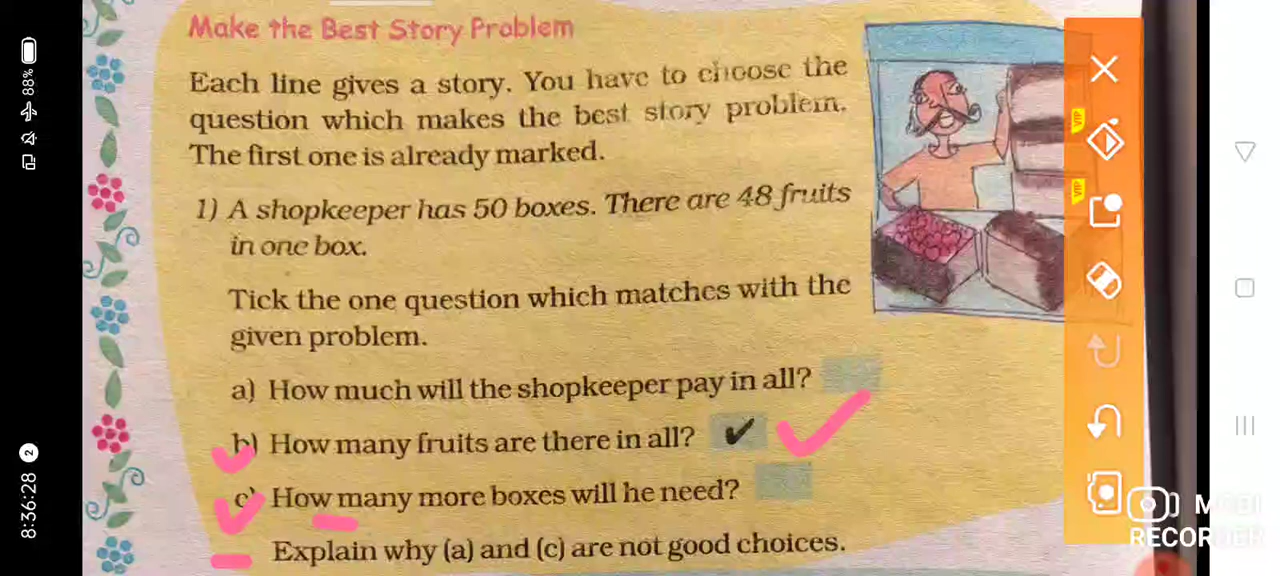 Make the Best Story Problem
Each line gives a story. You have to choose the
question which makes the best story problem.
The first one is already marked.
1) A shopkeeper has 50 boxes. There are 48 fruits
in one box.
Tick the one question which matches with the
given problem.
a) How much will the shopkeeper pay in all?
b) How many fruits are there in all? ✔
c) How many more boxes will he need?
Explain why (a) and (c) are not good choices.
88%
8:36:28 2
VIP
VIP
MOBI
RECORDER